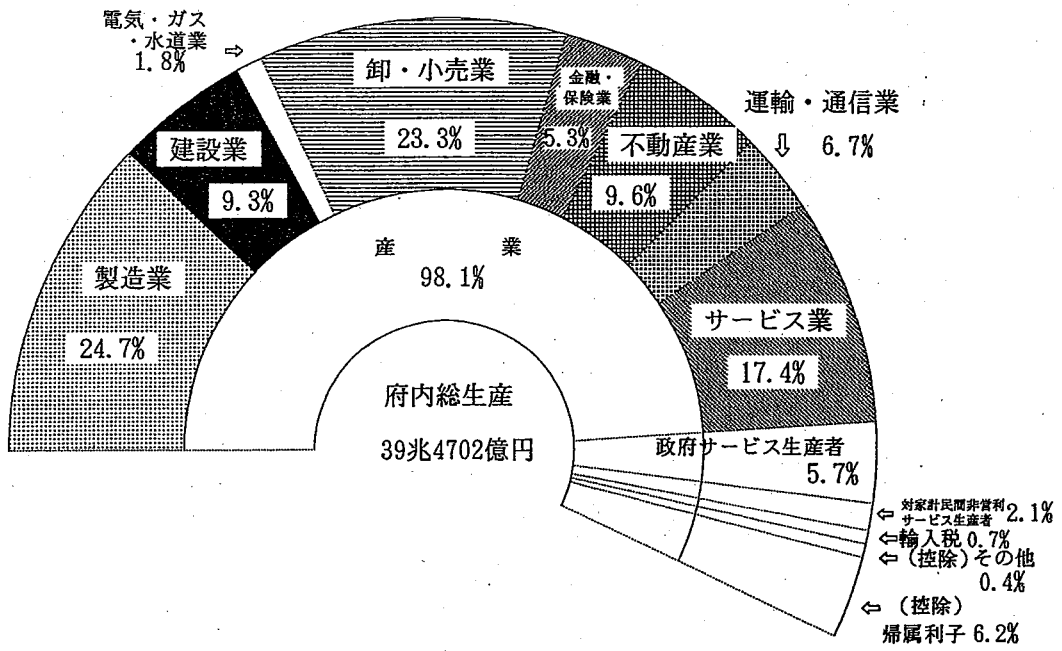 電気・ガス
・水道業
1.8%
⇨
卸・小売業
23.3%
金融・
保険業
5.3%
不動産業
9.6%
運輸・通信業
⇩ 6.7%
建設業
9.3%
製造業
24.7%
産 業
98.1%
サービス業
17.4%
府内総生産
39兆4702億円
政府サービス生産者
5.7%
⇦ 対家計民間非営利
サービス生産者 2.1%
⇦輸入税 0.7%
⇦ (控除)その他
0.4%
⇦ (控除)
帰属利子 6.2%